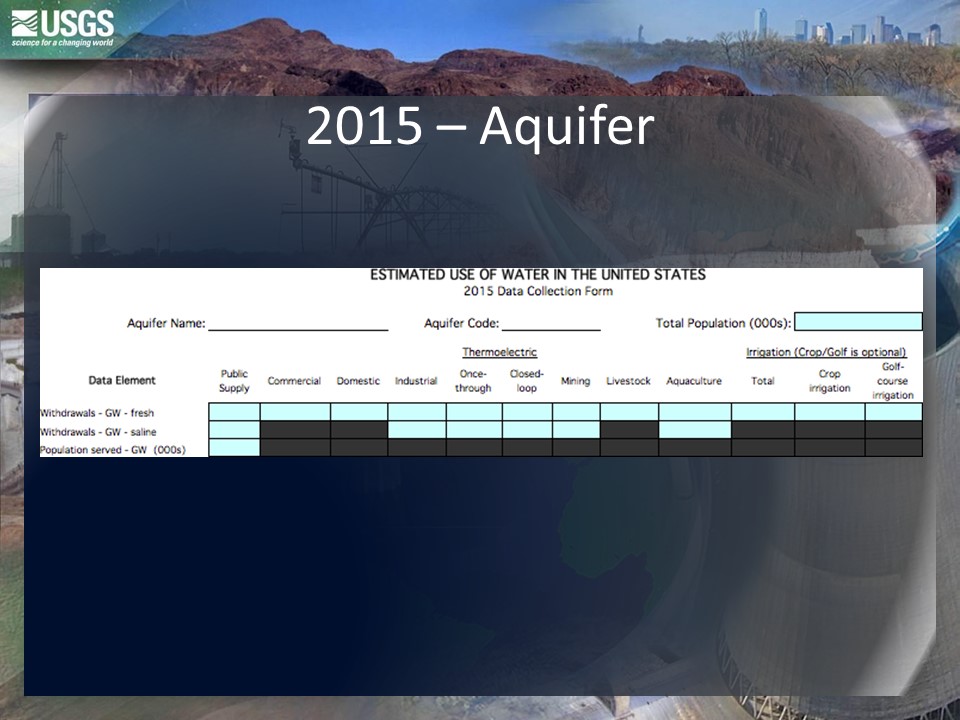 USGS
science for a changing world
2015 – Aquifer
ESTIMATED USE OF WATER IN THE UNITED STATES
2015 Data Collection Form
Aquifer Name: Aquifer Code: Total Population (000s):
Thermoelectric Irrigation (Crop/Golf is optional)
Data Element Public Supply Commercial Domestic Industrial Once-through Closed-loop Mining Livestock Aquaculture Total Crop irrigation Golf-course irrigation
Withdrawals - GW - fresh
Withdrawals - GW - saline
Population served - GW (000s)